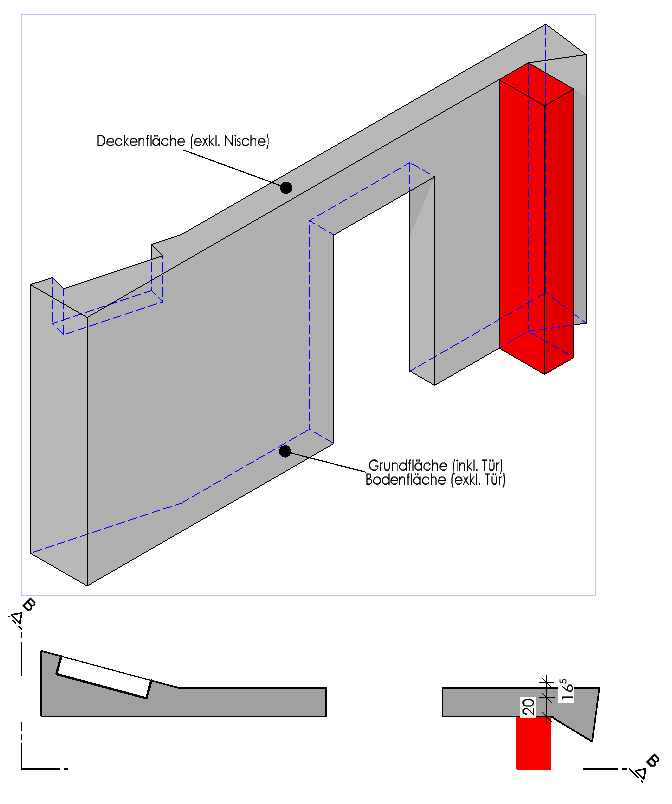 Deckenfläche (exkl. Nische)
Grundfläche (inkl. Tür)
Bodenfläche (exkl. Tür)
B
20
16⁵
B